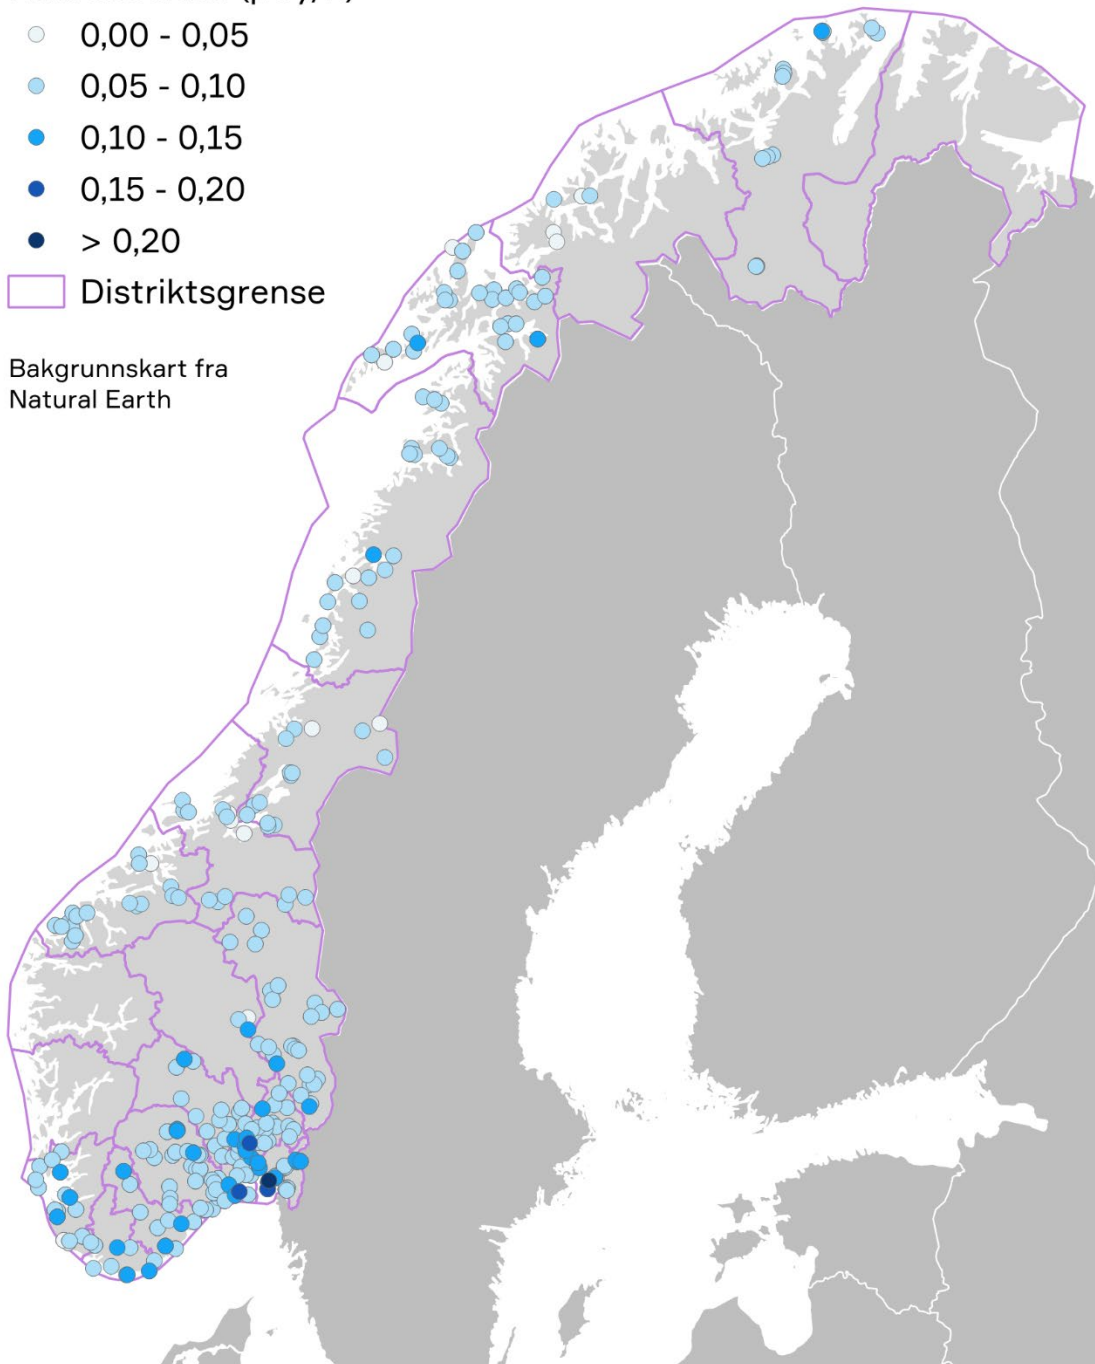 0,00 - 0,05
0,05 - 0,10
0,10 - 0,15
0,15 - 0,20
> 0,20
Distriktsgrense
Bakgrunnskart fra
Natural Earth